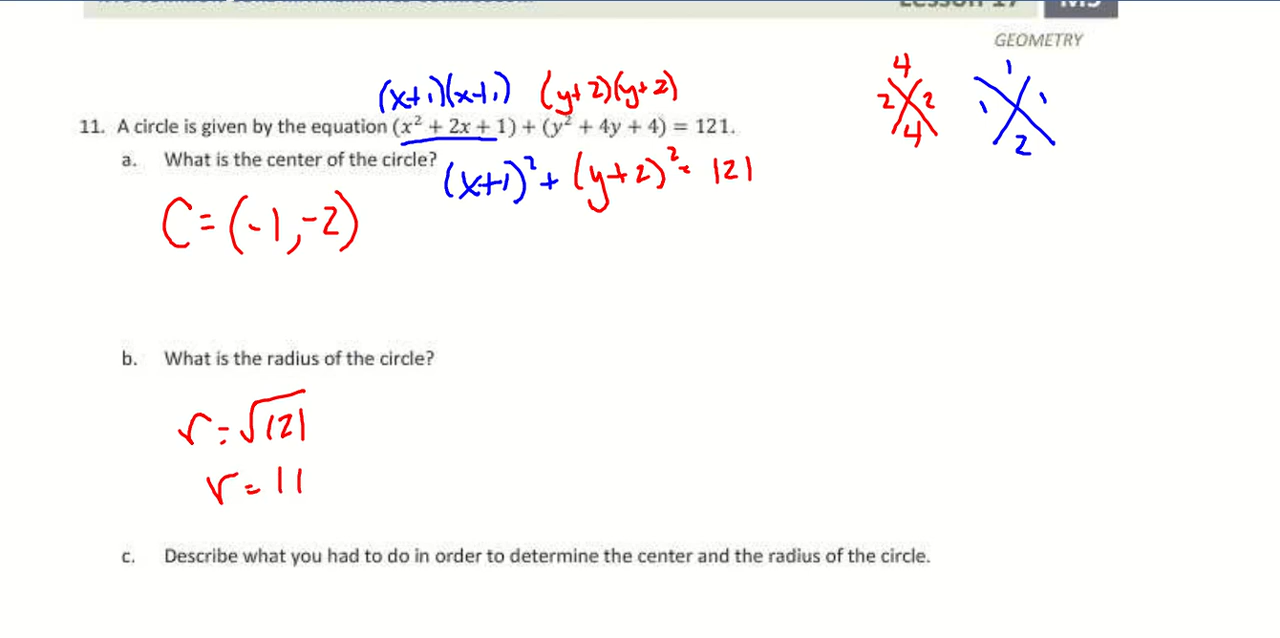 GEOMETRY
(x+1)(x+1) (y+2)(y+2)
4
2 2
4
1
1 1
2
11. A circle is given by the equation (x² + 2x + 1) + (y² + 4y + 4) = 121.
a. What is the center of the circle?
(x+1)² + (y+2)² = 121
C = (-1,-2)
b. What is the radius of the circle?
r = √121
r = 11
c. Describe what you had to do in order to determine the center and the radius of the circle.